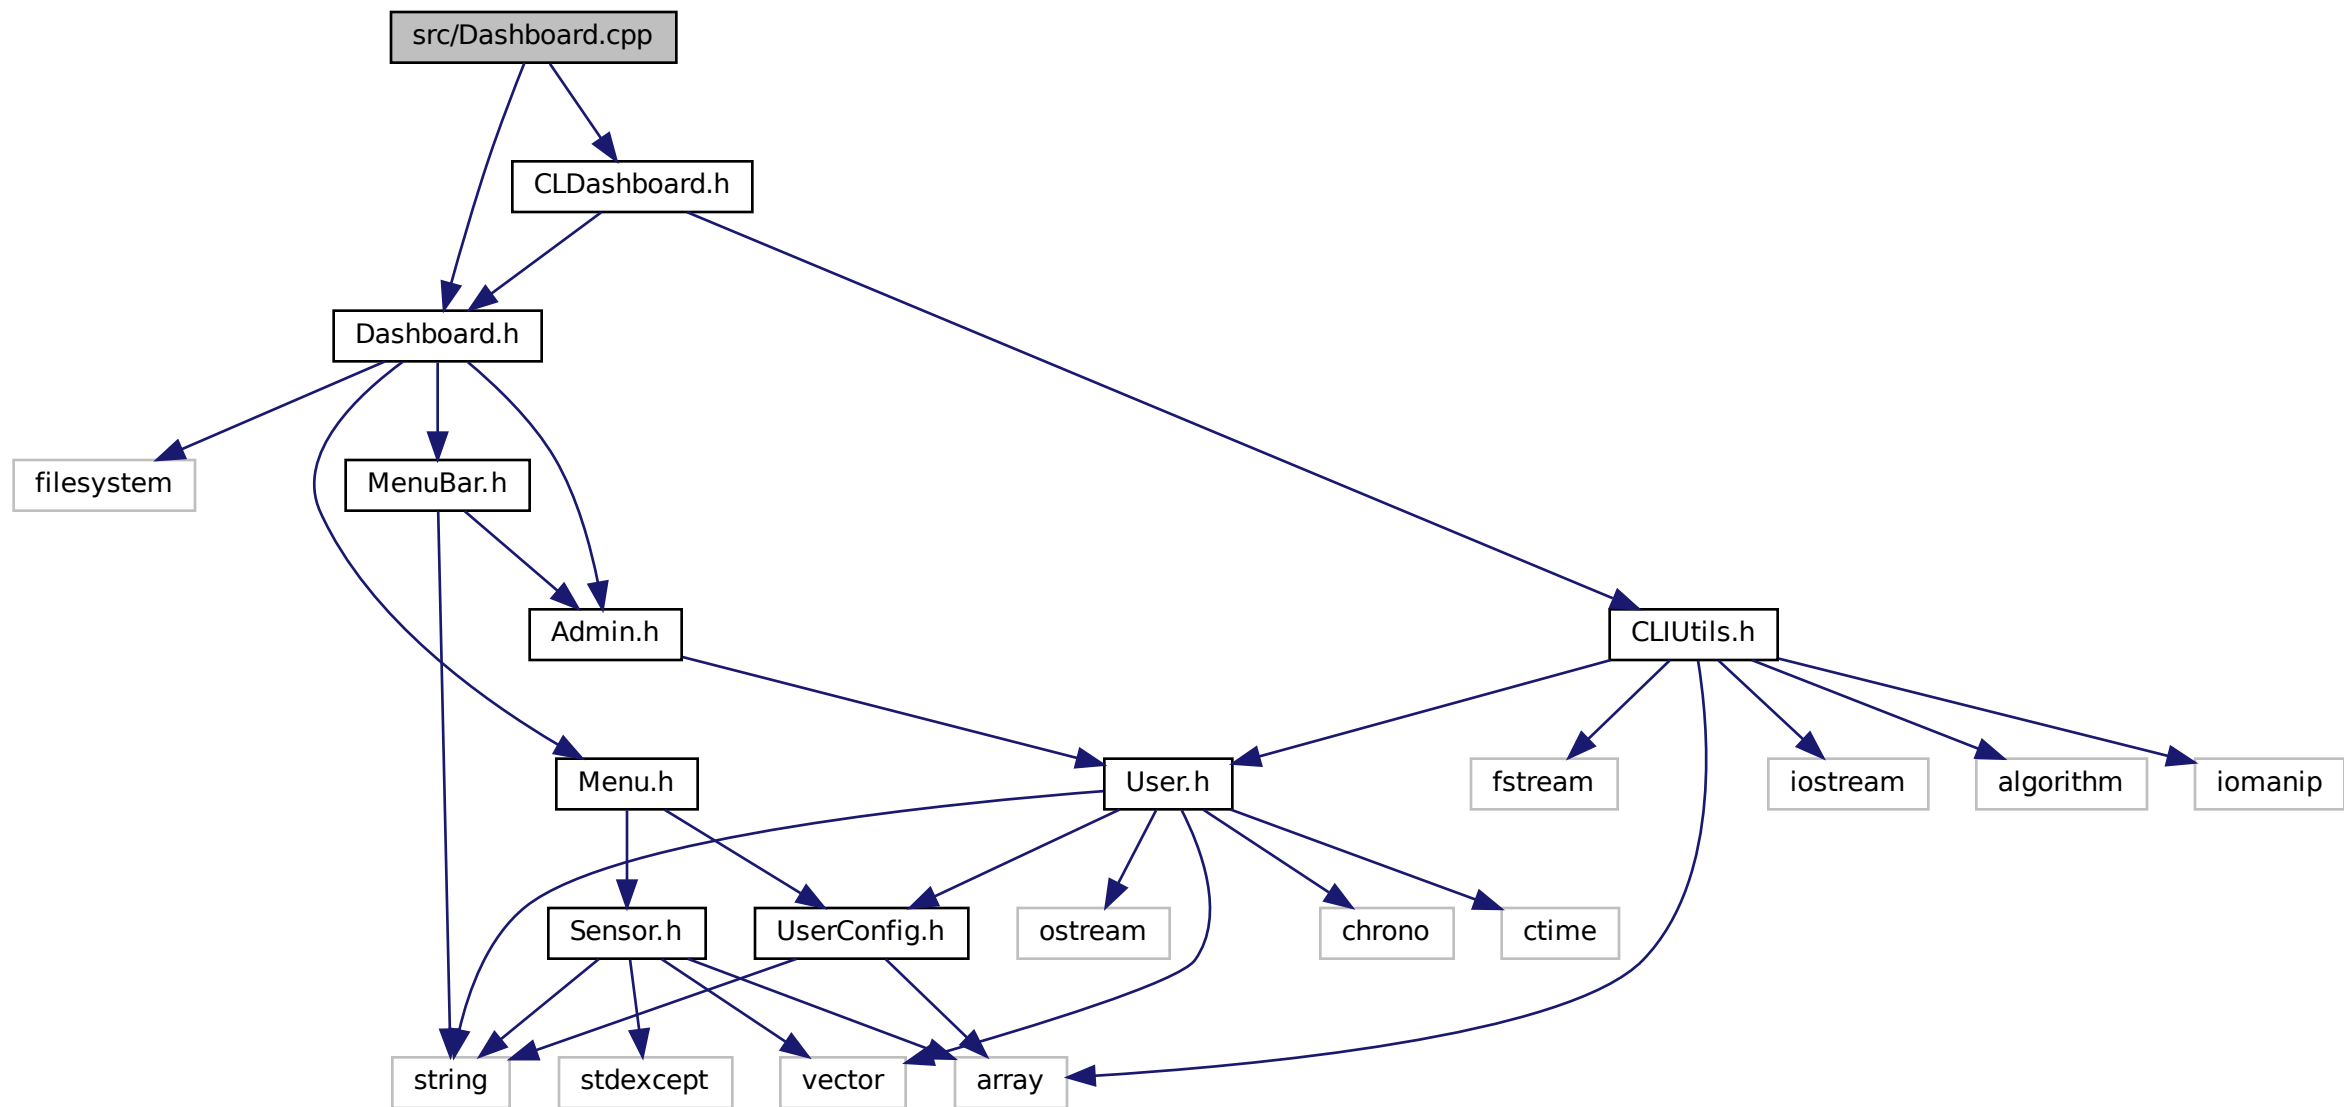 src/Dashboard.cpp
CLDashboard.h
Dashboard.h
filesystem
MenuBar.h
Admin.h
CLIUtils.h
Menu.h
User.h
fstream
iostream
algorithm
iomanip
Sensor.h
UserConfig.h
ostream
chrono
ctime
string
stdexcept
vector
array